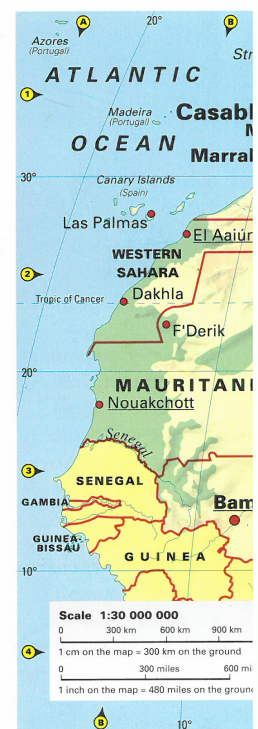 A
20°
B
Azores
(Portugal)
Str
ATLANTIC
1
Madeira
(Portugal)
Casabl
OCEAN
M
Marral
30°
Canary Islands
(Spain)
Las Palmas
El Aaiún
WESTERN
SAHARA
2
Tropic of Cancer
Dakhla
F'Derik
20°
MAURITANI
Nouakchott
Senegal
3
SENEGAL
GAMBIA
Bam
GUINEA-
BISSAU
GUINEA
10°
Scale 1:30 000 000
0 300 km 600 km 900 km
1 cm on the map = 300 km on the ground
4
0 300 miles 600 mi
1 inch on the map = 480 miles on the ground
B
10°